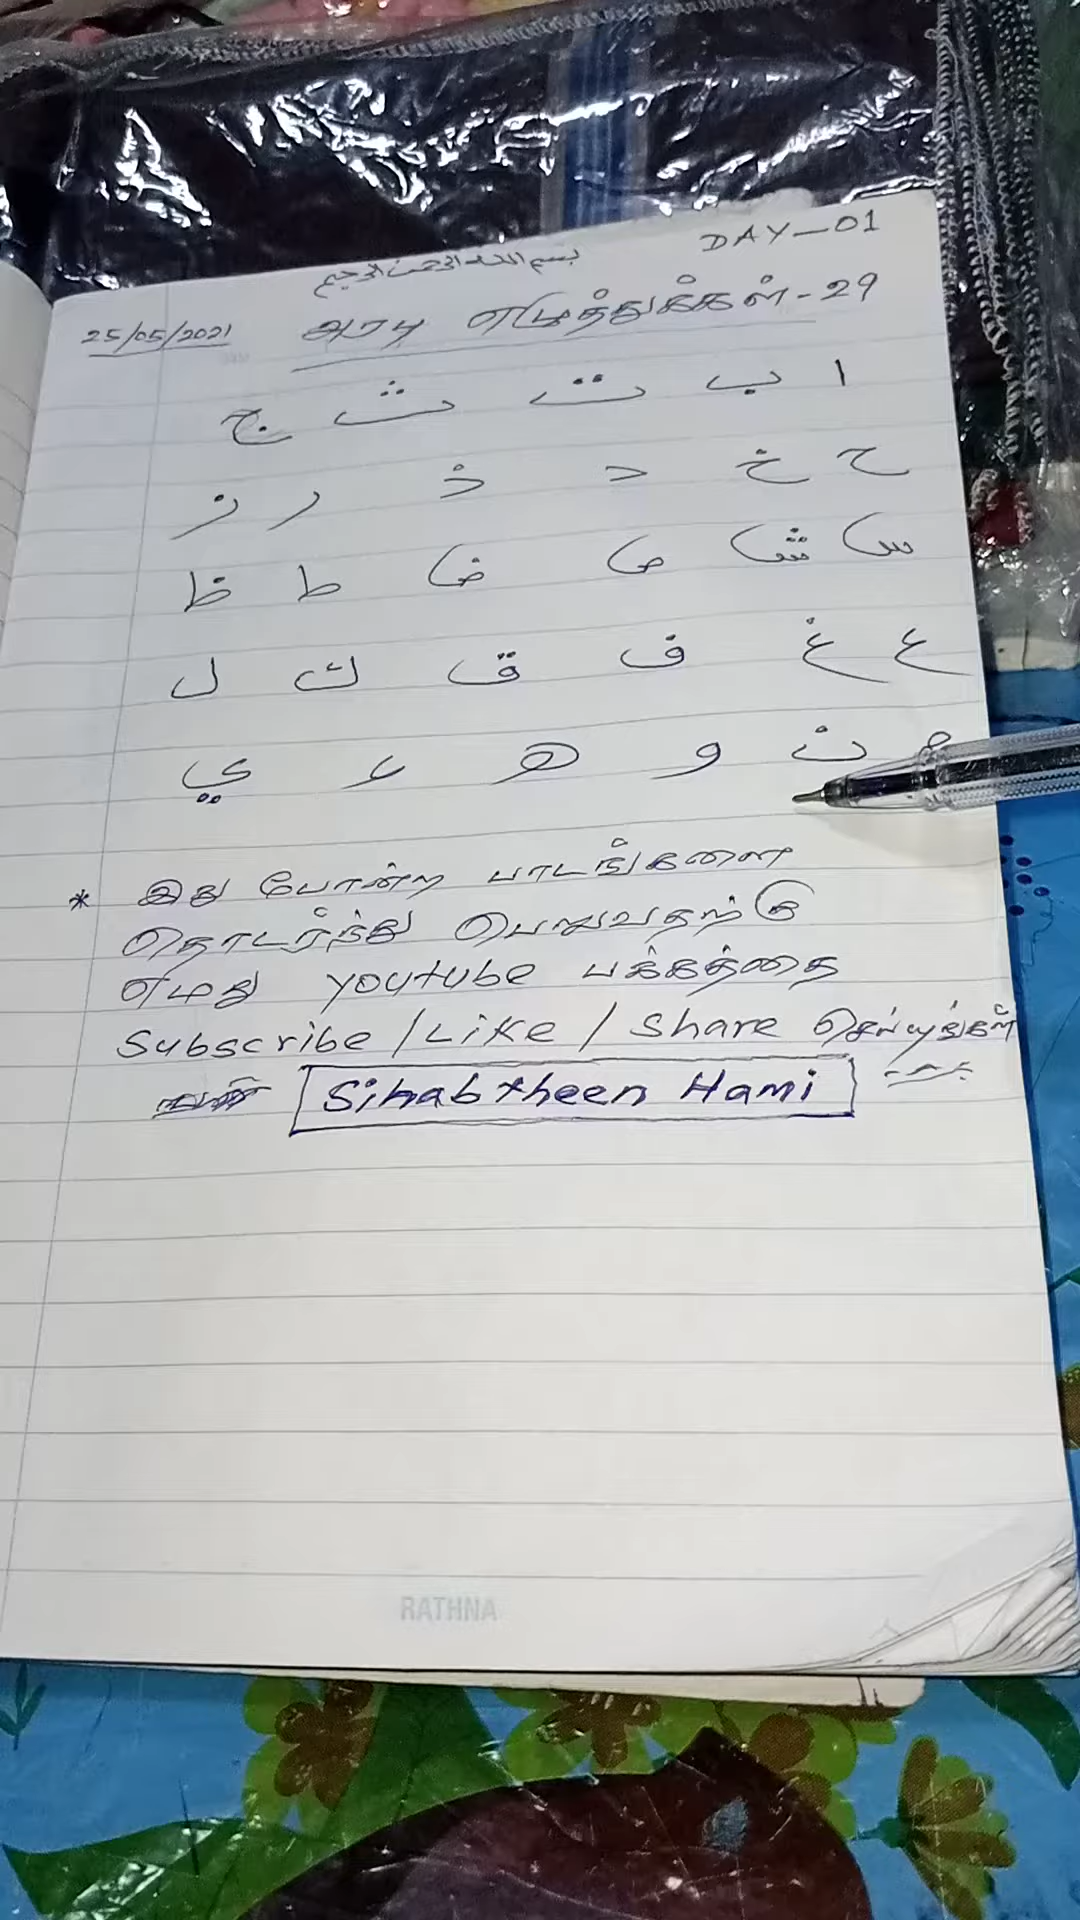 DAY-01
بسم الله الرحمن الرحيم
25/05/2021 அரபு எழுத்துக்கள்-29
ا ب ت ث ج
ح خ د ذ ر ز
س ش ص ض ط ظ
ع غ ف ق ك ل
م ن و ه ء ي
* இது போன்ற பாடங்களை
தொடர்ந்து பெறுவதற்கு
எமது youtube பக்கத்தை
Subscribe / Like / Share செய்யுங்கள்
Sihabtheen Hami
RATHNA